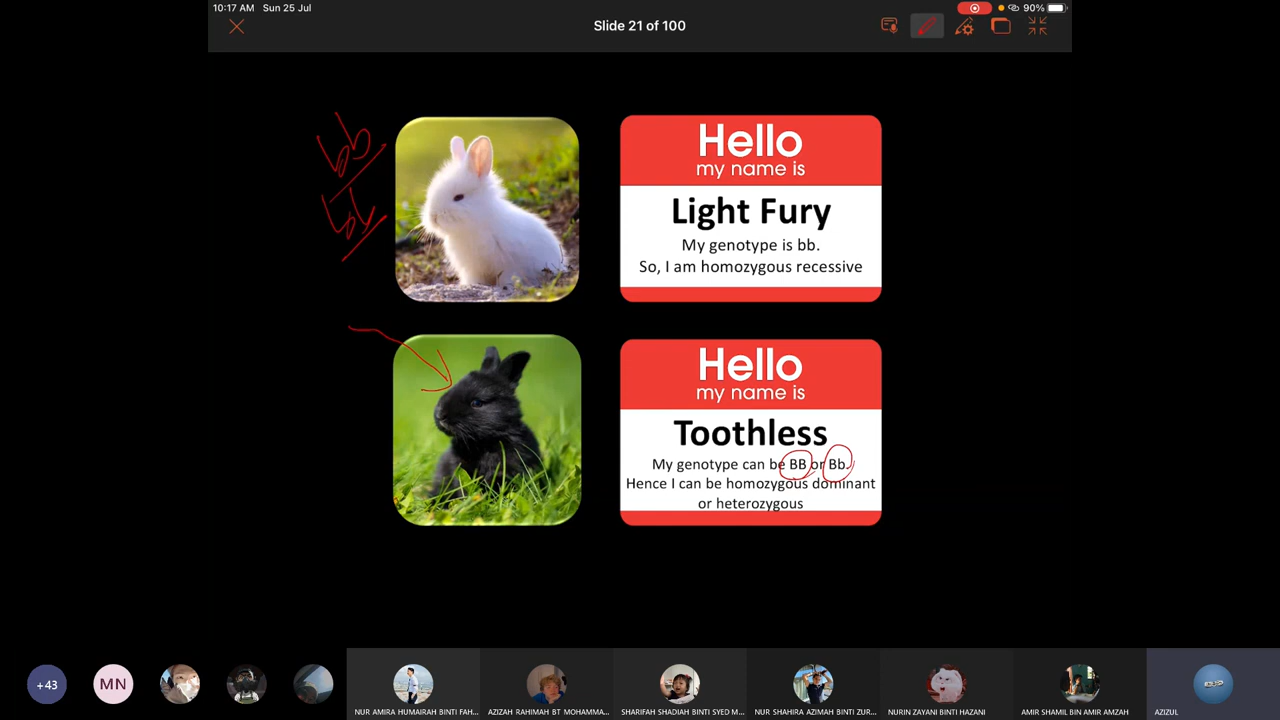 10:17 AM Sun 25 Jul
90%
Slide 21 of 100
bb
Hello
my name is
Light Fury
My genotype is bb.
So, I am homozygous recessive
Hello
my name is
Toothless
My genotype can be BB or Bb.
Hence I can be homozygous dominant
or heterozygous
+43
MN
NUR AMIRA HUMAIRAH BINTI FAH...
AZIZAH RAHIMAH BT MOHAMMA...
SHARIFAH SHADIAH BINTI SYED M...
NUR SHAHIRA AZIMAH BINTI ZUR...
NURIN ZAYANI BINTI HAZANI
AMIR SHAMIL BIN AMIR AMZAH
AZIZUL